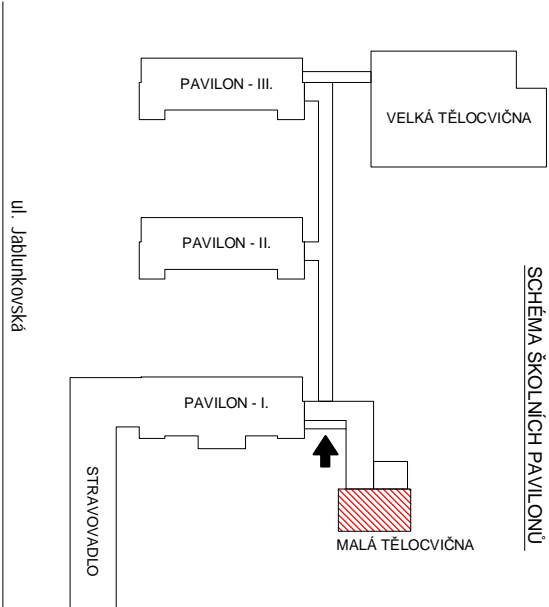 PAVILON - III.
VELKÁ TĚLOCVIČNA
PAVILON - II.
ul. Jablunkovská
SCHÉMA ŠKOLNÍCH PAVILONŮ
PAVILON - I.
STRAVOVADLO
MALÁ TĚLOCVIČNA